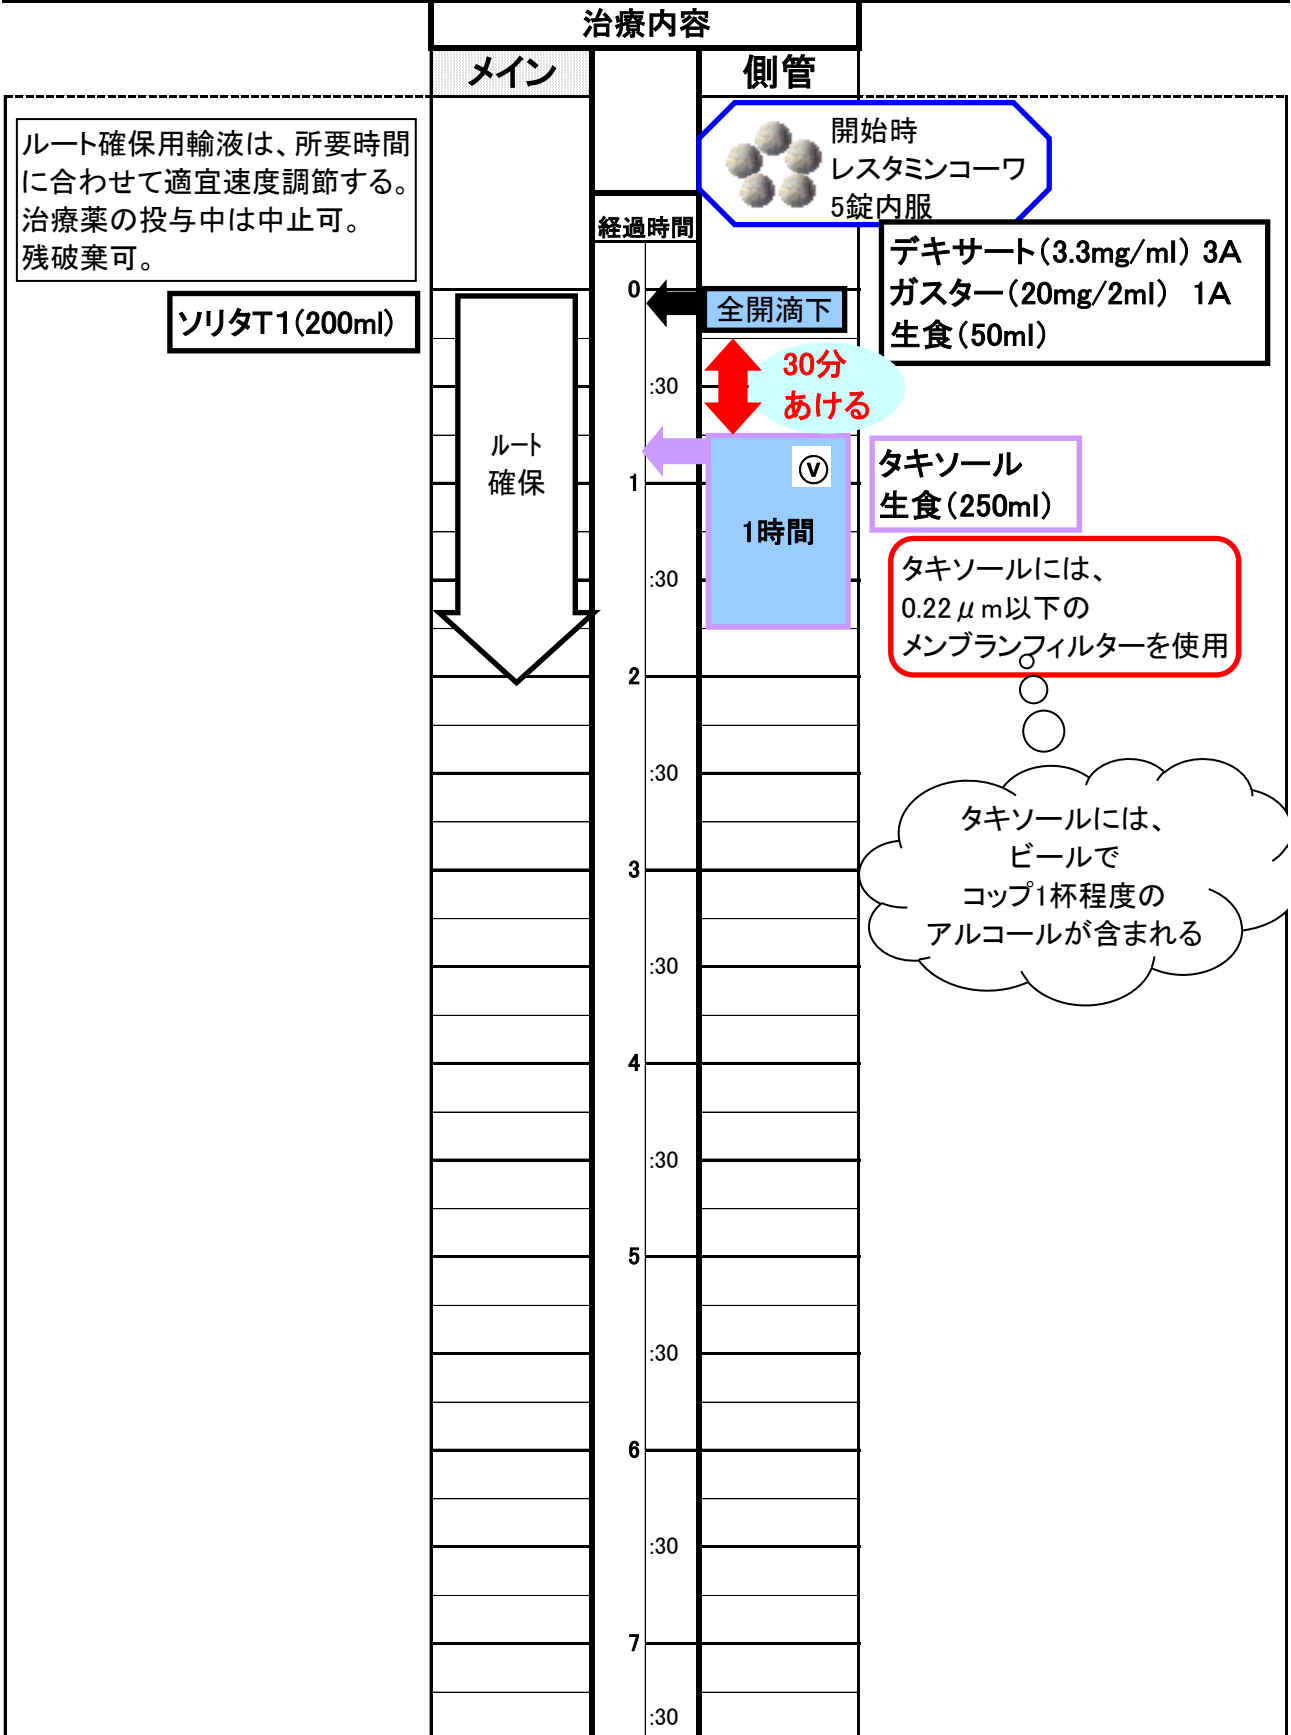 治療内容
メイン
側管
ルート確保用輸液は、所要時間
に合わせて適宜速度調節する。
治療薬の投与中は中止可。
残破棄可。
開始時
レスタミンコーワ
5錠内服
経過時間
デキサート(3.3mg/ml) 3A
ガスター(20mg/2ml) 1A
生食(50ml)
ソリタT1(200ml)
0
全開滴下
30分
あける
:30
ルート
確保
1
Ⓥ
1時間
タキソール
生食(250ml)
:30
タキソールには、
0.22μm以下の
メンブランフィルターを使用
2
:30
タキソールには、
ビールで
コップ1杯程度の
アルコールが含まれる
3
:30
4
:30
5
:30
6
:30
7
:30